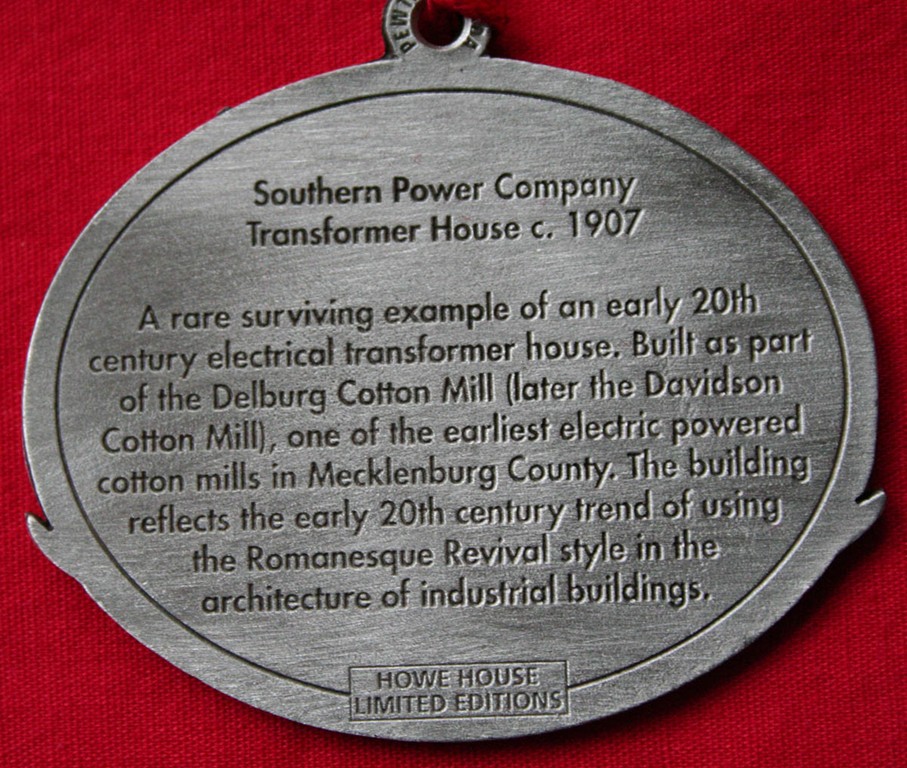 Southern Power Company
Transformer House c. 1907
A rare surviving example of an early 20th
century electrical transformer house. Built as part
of the Delburg Cotton Mill (later the Davidson
Cotton Mill), one of the earliest electric powered
cotton mills in Mecklenburg County. The building
reflects the early 20th century trend of using
the Romanesque Revival style in the
architecture of industrial buildings.
HOWE HOUSE
LIMITED EDITIONS